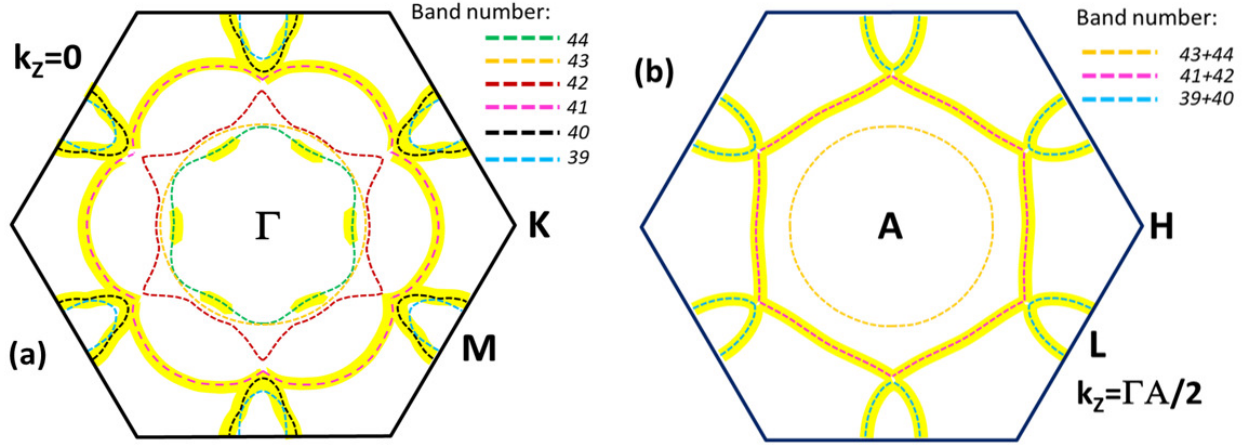 Band number:
44
43
42
41
40
39
k_z=0
Γ
K
M
(a)
Band number:
43+44
41+42
39+40
(b)
A
H
L
k_z=ΓA/2